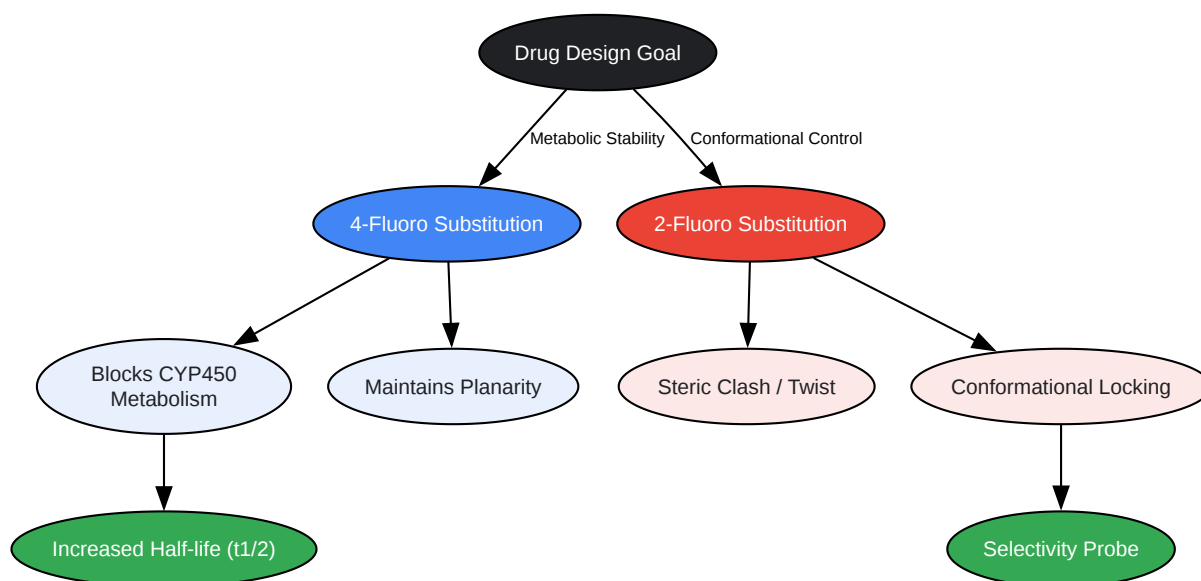 Drug Design Goal
Metabolic Stability
Conformational Control
4-Fluoro Substitution
2-Fluoro Substitution
Blocks CYP450
Metabolism
Maintains Planarity
Steric Clash / Twist
Conformational Locking
Increased Half-life (t1/2)
Selectivity Probe